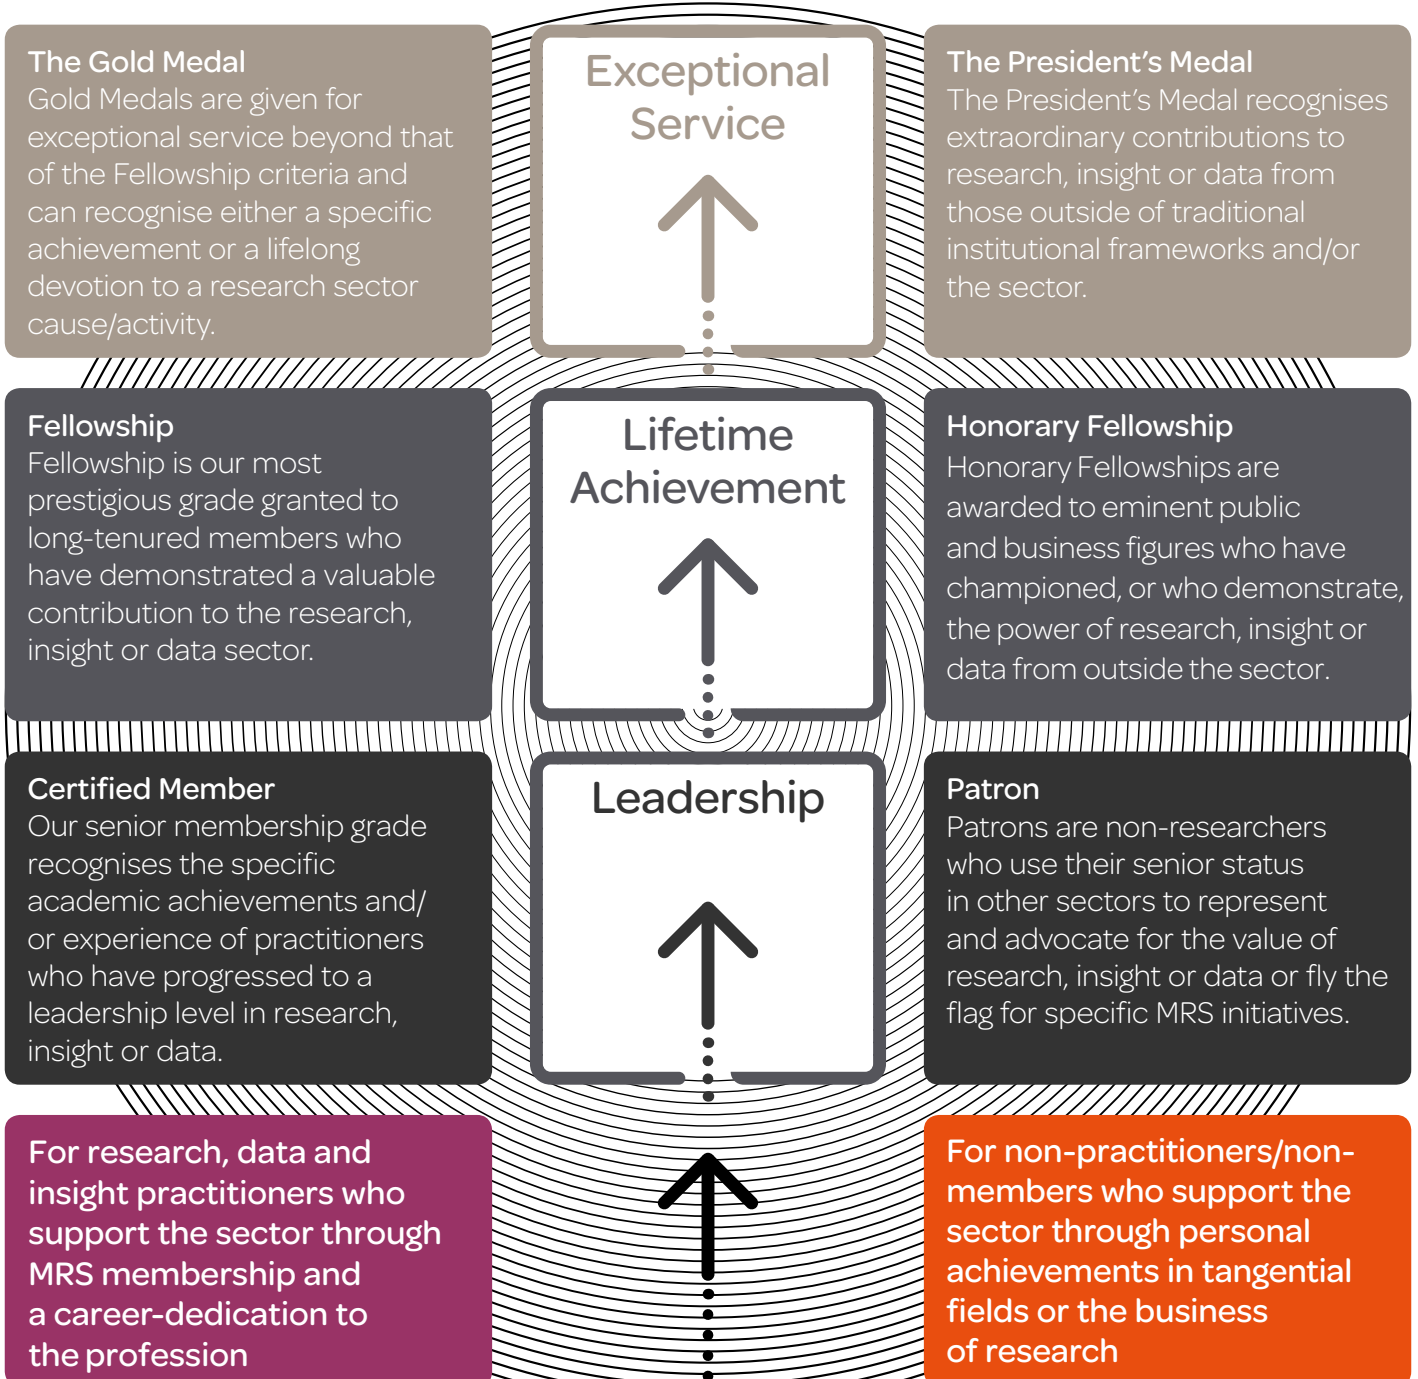 The Gold Medal
Gold Medals are given for
exceptional service beyond that
of the Fellowship criteria and
can recognise either a specific
achievement or a lifelong
devotion to a research sector
cause/activity.
Exceptional
Service
The President's Medal
The President's Medal recognises
extraordinary contributions to
research, insight or data from
those outside of traditional
institutional frameworks and/or
the sector.
Fellowship
Fellowship is our most
prestigious grade granted to
long-tenured members who
have demonstrated a valuable
contribution to the research,
insight or data sector.
Lifetime
Achievement
Honorary Fellowship
Honorary Fellowships are
awarded to eminent public
and business figures who have
championed, or who demonstrate,
the power of research, insight or
data from outside the sector.
Certified Member
Our senior membership grade
recognises the specific
academic achievements and/
or experience of practitioners
who have progressed to a
leadership level in research,
insight or data.
Leadership
Patron
Patrons are non-researchers
who use their senior status
in other sectors to represent
and advocate for the value of
research, insight or data or fly the
flag for specific MRS initiatives.
For research, data and
insight practitioners who
support the sector through
MRS membership and
a career-dedication to
the profession
For non-practitioners/non-
members who support the
sector through personal
achievements in tangential
fields or the business
of research